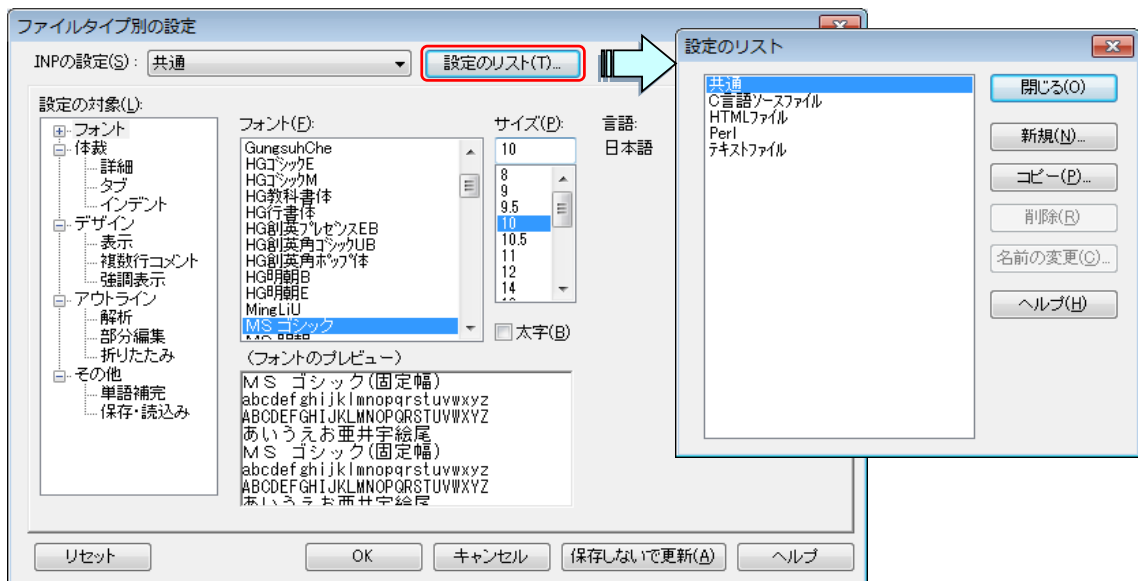 ファイルタイプ別の設定
INPの設定(S): 共通
設定のリスト(T)...
設定の対象(L):
フォント
体裁
詳細
タブ
インデント
デザイン
表示
複数行コメント
強調表示
アウトライン
解析
部分編集
折りたたみ
その他
単語補完
保存・読込み
フォント(F):
GungsuhChe
HGｺﾞｼｯｸE
HGｺﾞｼｯｸM
HG教科書体
HG行書体
HG創英ﾌﾟﾚｾﾞﾝｽEB
HG創英角ｺﾞｼｯｸUB
HG創英角ﾎﾟｯﾌﾟ体
HG明朝B
HG明朝E
MingLiU
MS ゴシック
MS 明朝
サイズ(P):
10
8
9
9.5
10
10.5
11
12
14
太字(B)
言語:
日本語
(フォントのプレビュー)
ＭＳ ゴシック(固定幅)
abcdefghijklmnopqrstuvwxyz
ABCDEFGHIJKLMNOPQRSTUVWXYZ
あいうえお亜井宇絵尾
ＭＳ ゴシック(固定幅)
abcdefghijklmnopqrstuvwxyz
ABCDEFGHIJKLMNOPQRSTUVWXYZ
あいうえお亜井宇絵尾
リセット
OK
キャンセル
保存しないで更新(A)
ヘルプ
設定のリスト
共通
C言語ｿｰｽﾌｧｲﾙ
HTMLﾌｧｲﾙ
Perl
ﾃｷｽﾄﾌｧｲﾙ
閉じる(O)
新規(N)...
コピー(P)...
削除(R)
名前の変更(C)...
ヘルプ(H)